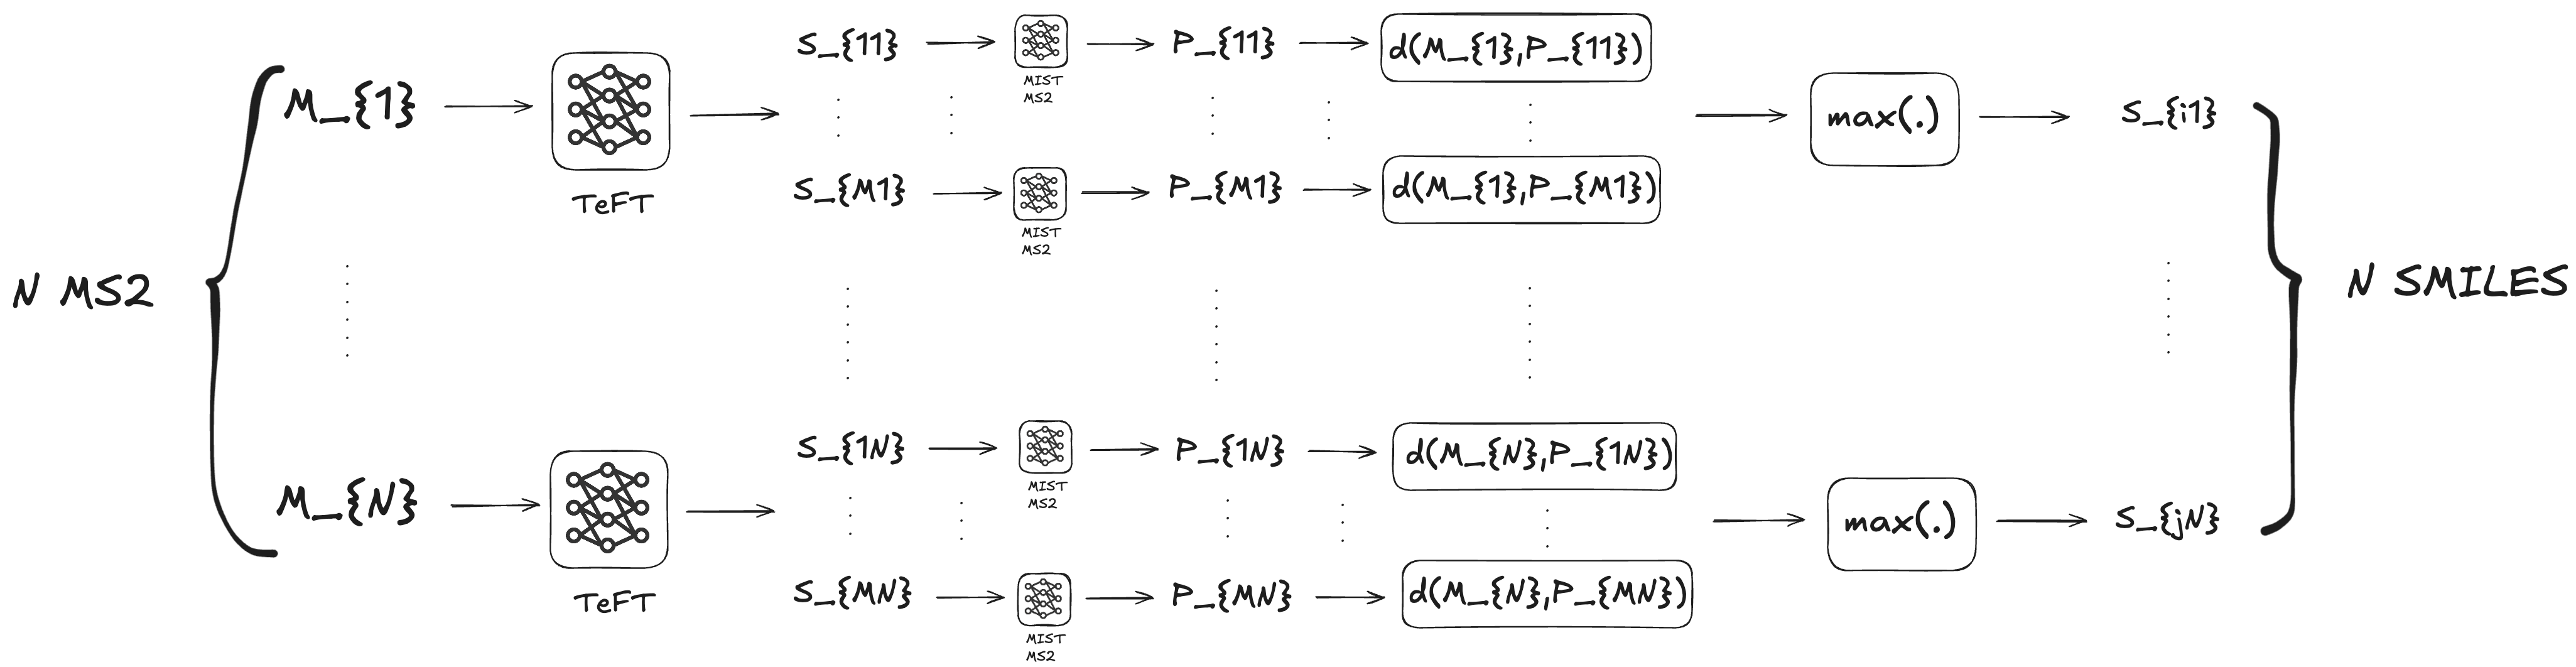 S_{11} P_{11} d(M_{1},P_{11})
MIST
MS2
M_{1} max(.) S_{i1}
TeFT
S_{M1} P_{M1} d(M_{1},P_{M1})
MIST
MS2
N MS2 N SMILES
S_{1N} P_{1N} d(M_{N},P_{1N})
MIST
MS2
M_{N} max(.) S_{jN}
TeFT
S_{MN} P_{MN} d(M_{N},P_{MN})
MIST
MS2